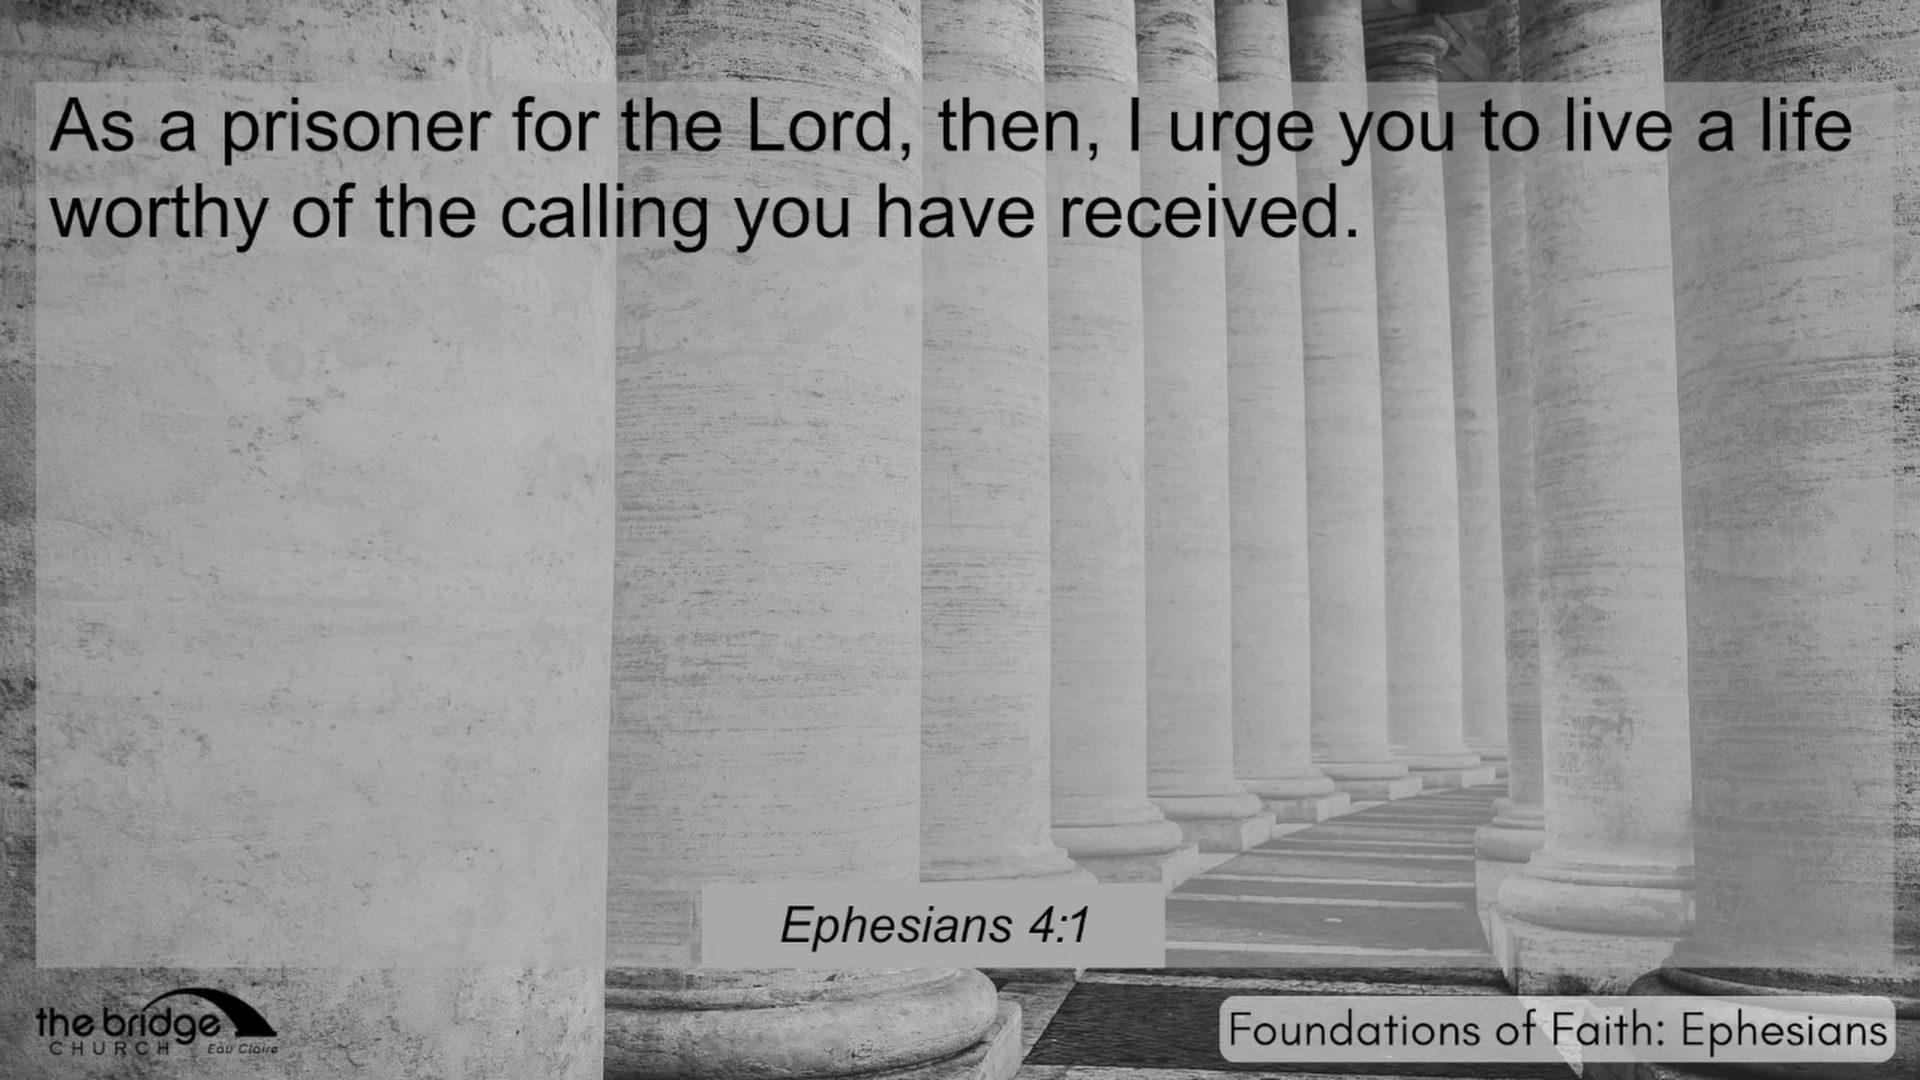 As a prisoner for the Lord, then, I urge you to live a life
worthy of the calling you have received.
Ephesians 4:1
the bridge
CHURCH Eau Claire
Foundations of Faith: Ephesians